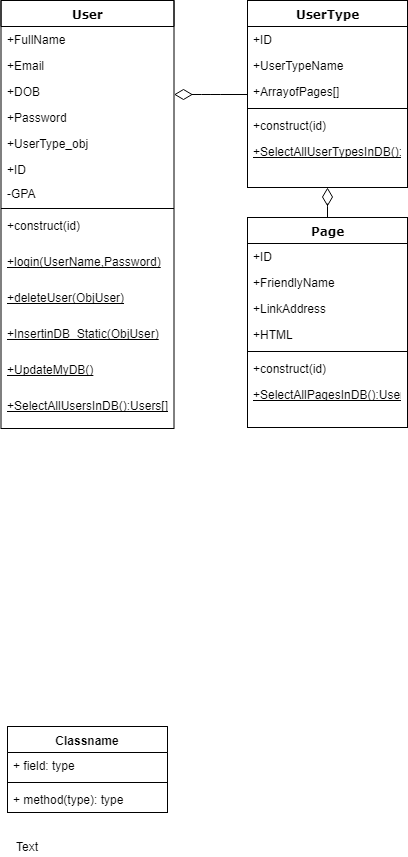 User
+FullName
+Email
+DOB
+Password
+UserType_obj
+ID
-GPA
+construct(id)
+login(UserName,Password)
+deleteUser(ObjUser)
+InsertinDB_Static(ObjUser)
+UpdateMyDB()
+SelectAllUsersInDB():Users[]
UserType
+ID
+UserTypeName
+ArrayofPages[]
+construct(id)
+SelectAllUserTypesInDB():
Page
+ID
+FriendlyName
+LinkAddress
+HTML
+construct(id)
+SelectAllPagesInDB():Use
Classname
+ field: type
+ method(type): type
Text